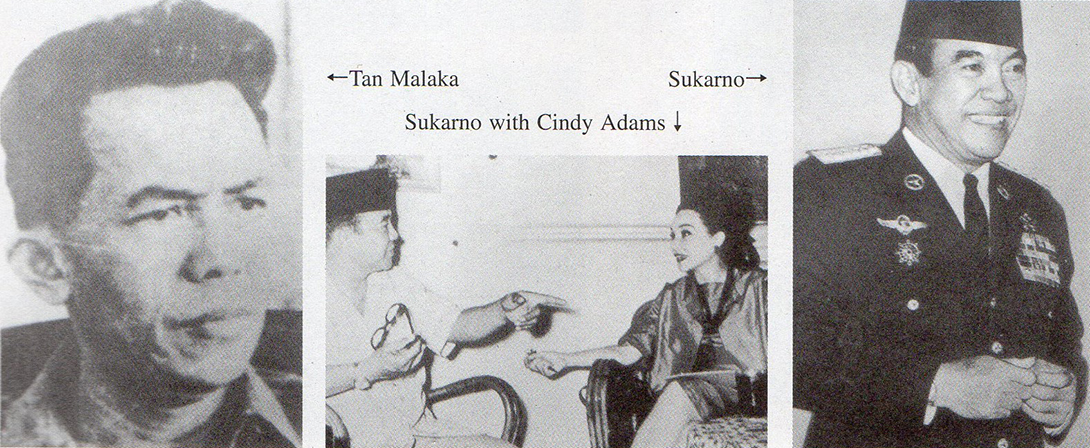 ←Tan Malaka
Sukarno→
Sukarno with Cindy Adams ↓